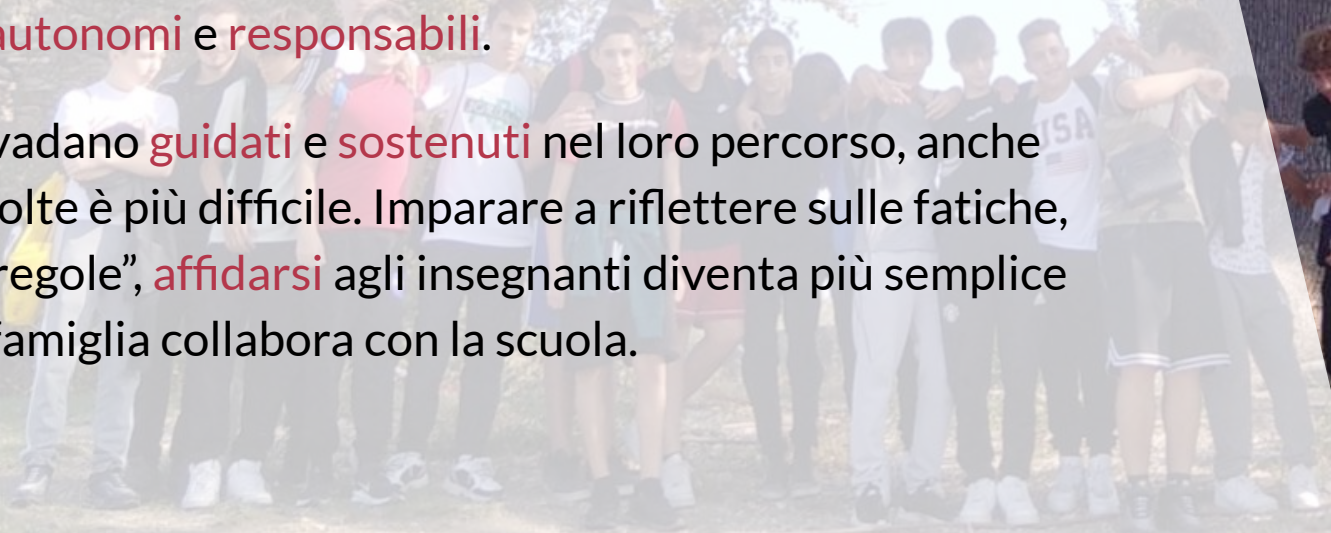 autonomi e responsabili.
vadano guidati e sostenuti nel loro percorso, anche
olte è più difficile. Imparare a riflettere sulle fatiche,
regole”, affidarsi agli insegnanti diventa più semplice
famiglia collabora con la scuola.
USA